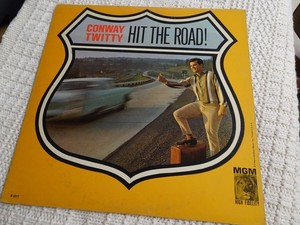 CONWAY
TWITTY
HIT THE ROAD!
MGM